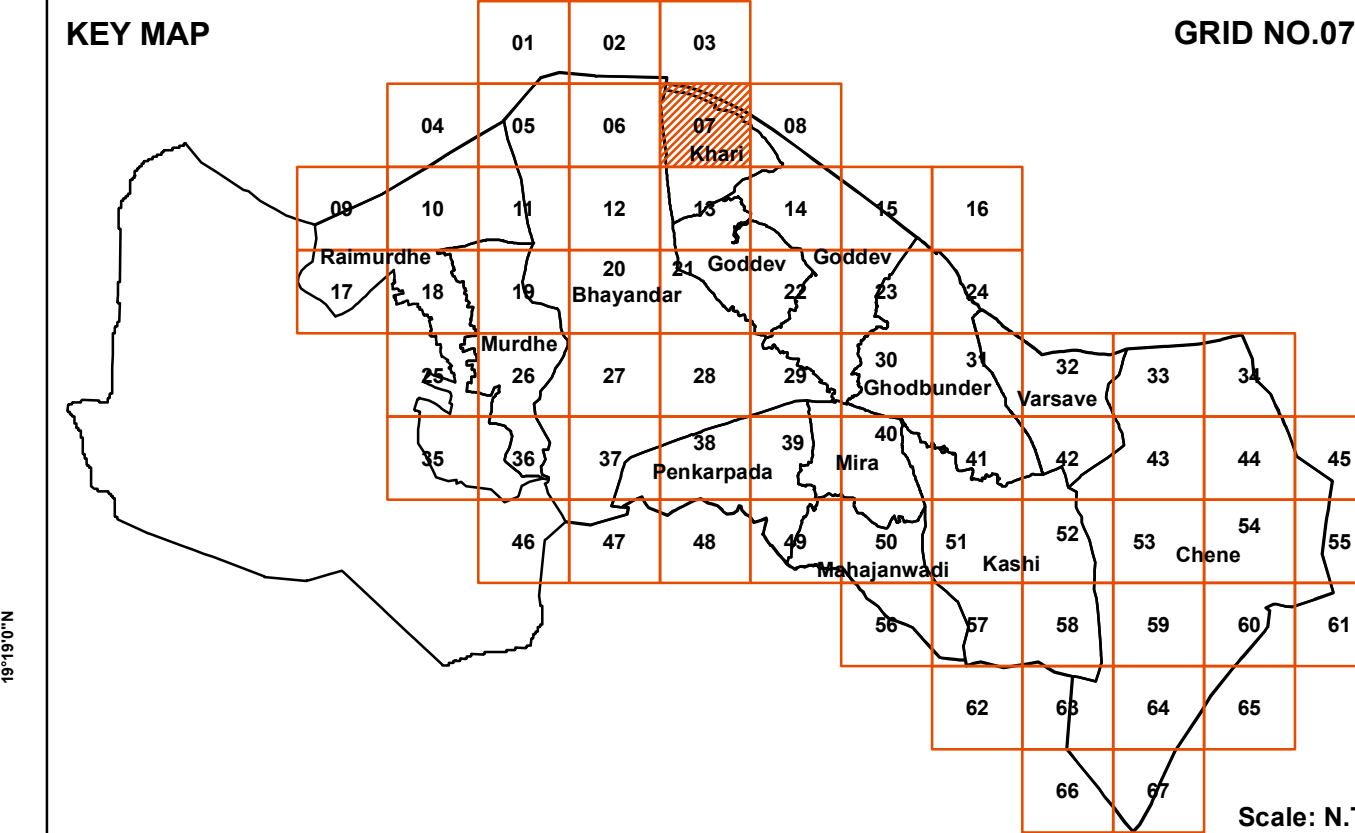 KEY MAP
GRID NO.07
01 02 03
04 05 06 07 08
Khari
09 10 11 12 13 14 15 16
Raimurdhe Goddev Goddev
17 18 19 20 21 22 23 24
Bhayandar
Murdhe
25 26 27 28 29 30 31 32 33 34
Ghodbunder Varsave
35 36 37 38 39 40 41 42 43 44 45
Penkarpada Mira
46 47 48 49 50 51 52 53 54 55
Mahajanwadi Kashi Chene
56 57 58 59 60 61
62 63 64 65
66 67
Scale: N.
19°19'0"N